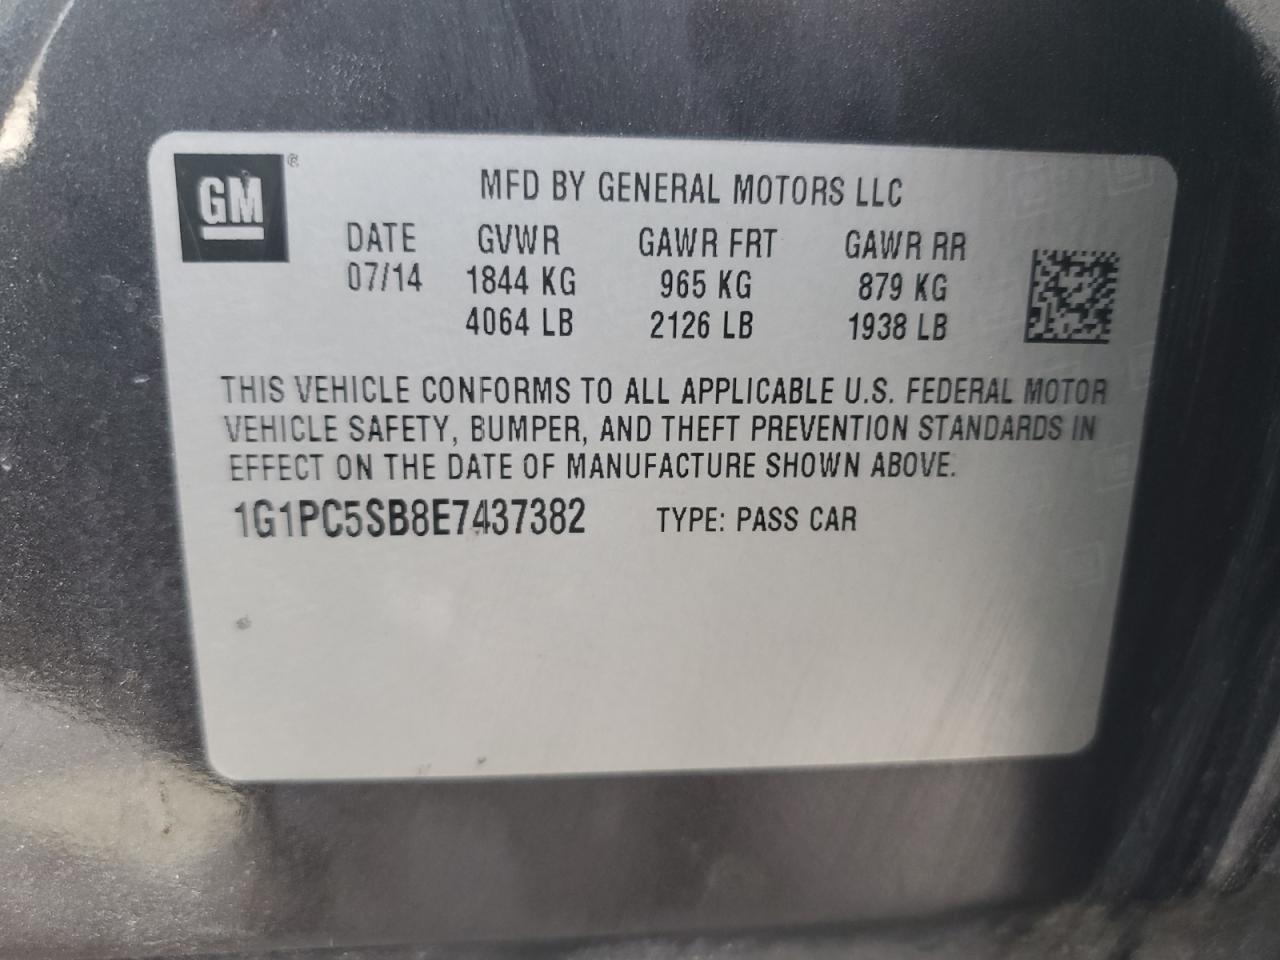 GM®
MFD BY GENERAL MOTORS LLC
DATE GVWR GAWR FRT GAWR RR
07/14 1844 KG 965 KG 879 KG
4064 LB 2126 LB 1938 LB
THIS VEHICLE CONFORMS TO ALL APPLICABLE U.S. FEDERAL MOTOR
VEHICLE SAFETY, BUMPER, AND THEFT PREVENTION STANDARDS IN
EFFECT ON THE DATE OF MANUFACTURE SHOWN ABOVE.
1G1PC5SB8E7437382 TYPE: PASS CAR